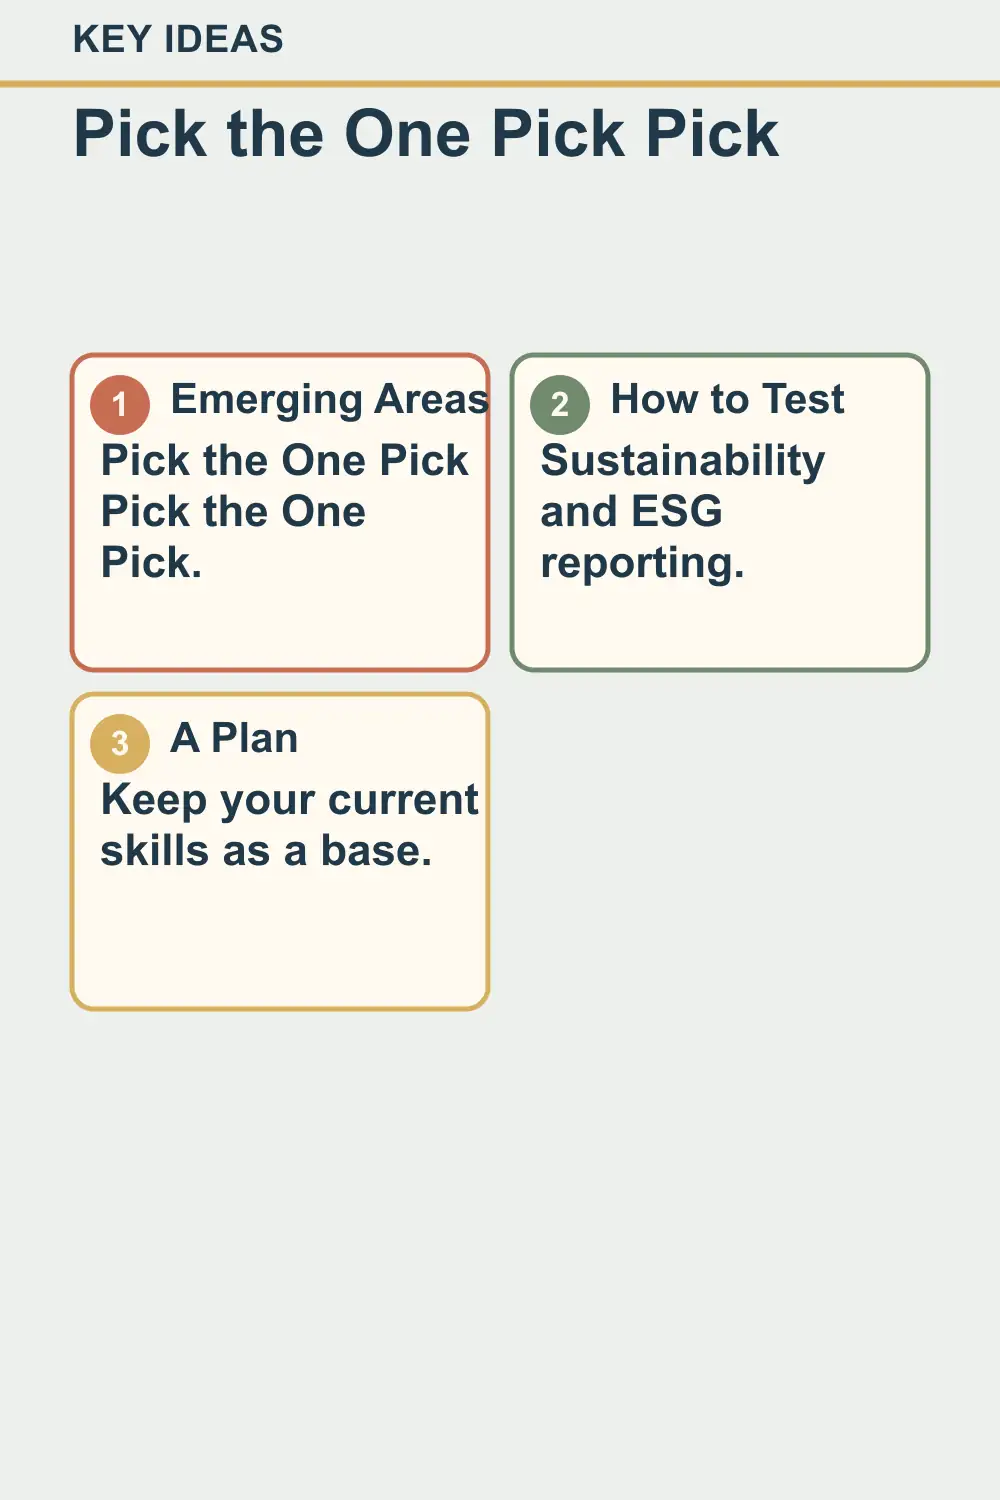 KEY IDEAS
Pick the One Pick Pick
1
Emerging Areas
Pick the One Pick
Pick the One
Pick.
2
How to Test
Sustainability
and ESG
reporting.
3
A Plan
Keep your current
skills as a base.